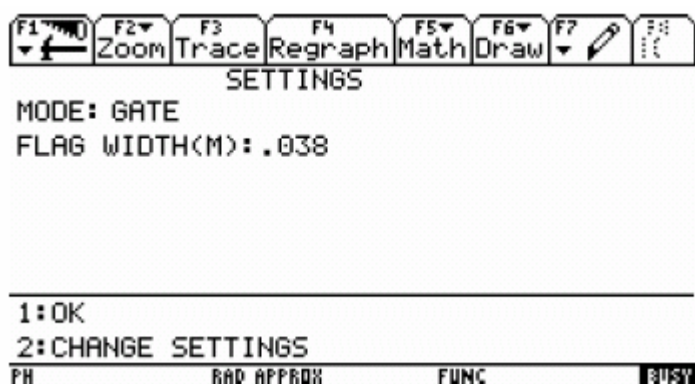 F1 F2 Zoom F3 Trace F4 Regraph F5 Math F6 Draw F7
SETTINGS
MODE: GATE
FLAG WIDTH(M):.038
1:OK
2:CHANGE SETTINGS
PH RAD APPROX FUNC BUSY